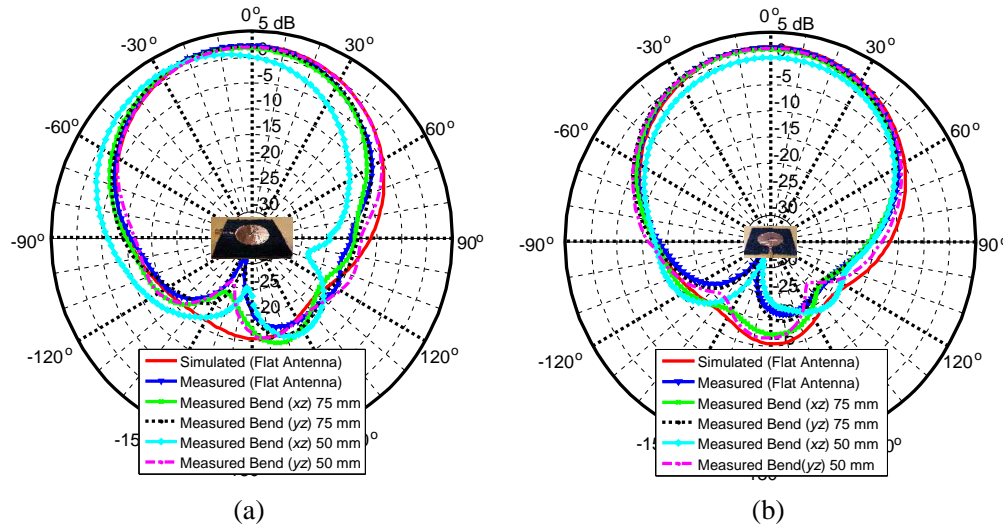 0°
5 dB
-30°
30°
0
-5
-10
-60°
60°
-15
-20
-25
-30
-90°
90°
-25
-20
-120°
120°
Simulated (Flat Antenna)
Measured (Flat Antenna)
Measured Bend (xz) 75 mm
Measured Bend (yz) 75 mm
Measured Bend (xz) 50 mm
Measured Bend (yz) 50 mm
(a)
0°
5 dB
-30°
30°
0
-5
-10
-60°
60°
-15
-20
-25
-30
-90°
90°
-25
-120°
120°
Simulated (Flat Antenna)
Measured (Flat Antenna)
Measured Bend (xz) 75 mm
Measured Bend (yz) 75 mm
Measured Bend (xz) 50 mm
Measured Bend(yz) 50 mm
(b)